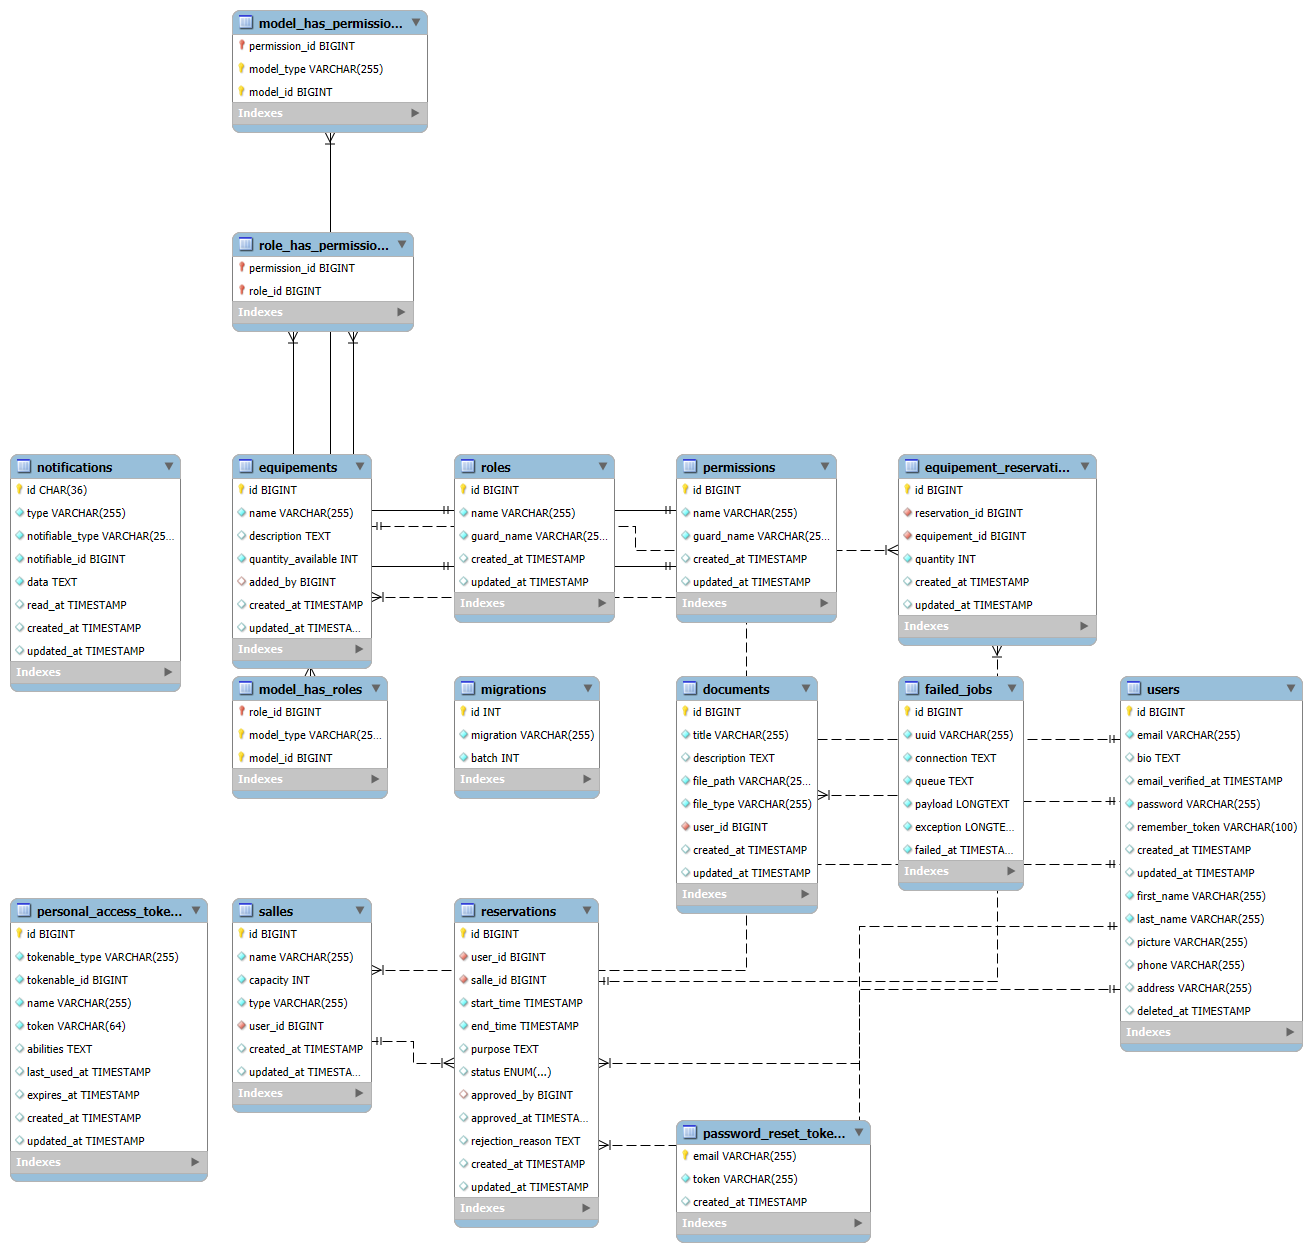 model_has_permissio...
permission_id BIGINT
model_type VARCHAR(255)
model_id BIGINT
Indexes
role_has_permissio...
permission_id BIGINT
role_id BIGINT
Indexes
notifications
id CHAR(36)
type VARCHAR(255)
notifiable_type VARCHAR(25...
notifiable_id BIGINT
data TEXT
read_at TIMESTAMP
created_at TIMESTAMP
updated_at TIMESTAMP
Indexes
equipements
id BIGINT
name VARCHAR(255)
description TEXT
quantity_available INT
added_by BIGINT
created_at TIMESTAMP
updated_at TIMESTA...
Indexes
roles
id BIGINT
name VARCHAR(255)
guard_name VARCHAR(25...
created_at TIMESTAMP
updated_at TIMESTAMP
Indexes
permissions
id BIGINT
name VARCHAR(255)
guard_name VARCHAR(25...
created_at TIMESTAMP
updated_at TIMESTAMP
Indexes
equipement_reservati...
id BIGINT
reservation_id BIGINT
equipement_id BIGINT
quantity INT
created_at TIMESTAMP
updated_at TIMESTAMP
Indexes
model_has_roles
role_id BIGINT
model_type VARCHAR(25...
model_id BIGINT
Indexes
migrations
id INT
migration VARCHAR(255)
batch INT
Indexes
documents
id BIGINT
title VARCHAR(255)
description TEXT
file_path VARCHAR(25...
file_type VARCHAR(255)
user_id BIGINT
created_at TIMESTAMP
updated_at TIMESTAMP
Indexes
failed_jobs
id BIGINT
uuid VARCHAR(255)
connection TEXT
queue TEXT
payload LONGTEXT
exception LONGTE...
failed_at TIMESTA...
Indexes
users
id BIGINT
email VARCHAR(255)
bio TEXT
email_verified_at TIMESTAMP
password VARCHAR(255)
remember_token VARCHAR(100)
created_at TIMESTAMP
updated_at TIMESTAMP
first_name VARCHAR(255)
last_name VARCHAR(255)
picture VARCHAR(255)
phone VARCHAR(255)
address VARCHAR(255)
deleted_at TIMESTAMP
Indexes
personal_access_toke...
id BIGINT
tokenable_type VARCHAR(255)
tokenable_id BIGINT
name VARCHAR(255)
token VARCHAR(64)
abilities TEXT
last_used_at TIMESTAMP
expires_at TIMESTAMP
created_at TIMESTAMP
updated_at TIMESTAMP
Indexes
salles
id BIGINT
name VARCHAR(255)
capacity INT
type VARCHAR(255)
user_id BIGINT
created_at TIMESTAMP
updated_at TIMESTA...
Indexes
reservations
id BIGINT
user_id BIGINT
salle_id BIGINT
start_time TIMESTAMP
end_time TIMESTAMP
purpose TEXT
status ENUM(...)
approved_by BIGINT
approved_at TIMESTA...
rejection_reason TEXT
created_at TIMESTAMP
updated_at TIMESTAMP
Indexes
password_reset_toke...
email VARCHAR(255)
token VARCHAR(255)
created_at TIMESTAMP
Indexes